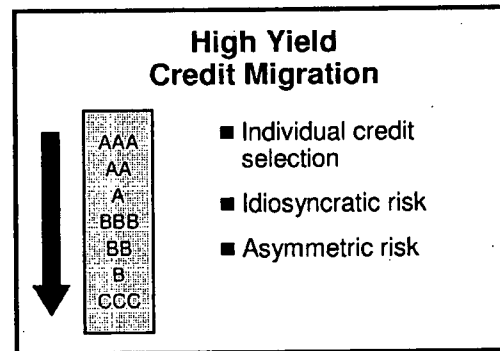 High Yield
Credit Migration
AAA
AA
A
BBB
BB
B
CCC
■ Individual credit
selection
■ Idiosyncratic risk
■ Asymmetric risk